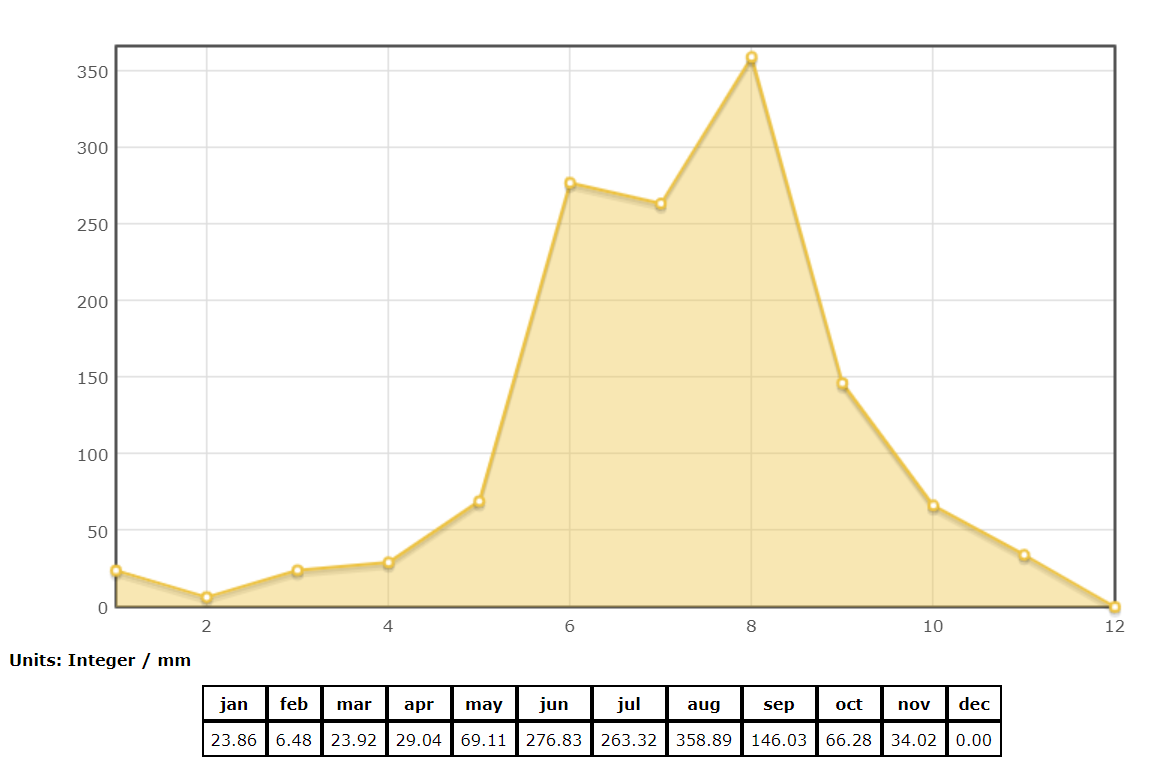 350
300
250
200
150
100
50
0
2 4 6 8 10 12
Units: Integer / mm
jan feb mar apr may jun jul aug sep oct nov dec
23.86 6.48 23.92 29.04 69.11 276.83 263.32 358.89 146.03 66.28 34.02 0.00